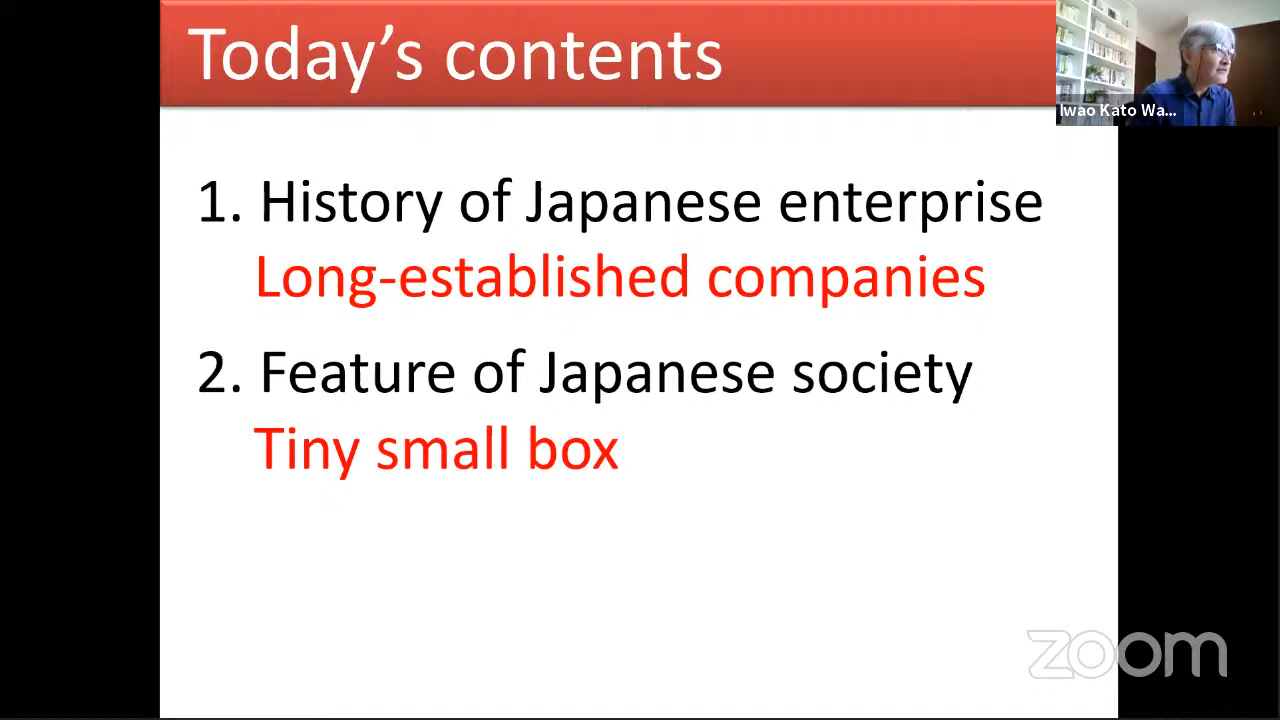 Today's contents
Iwao Kato Wa...
1. History of Japanese enterprise
Long-established companies
2. Feature of Japanese society
Tiny small box
zoom